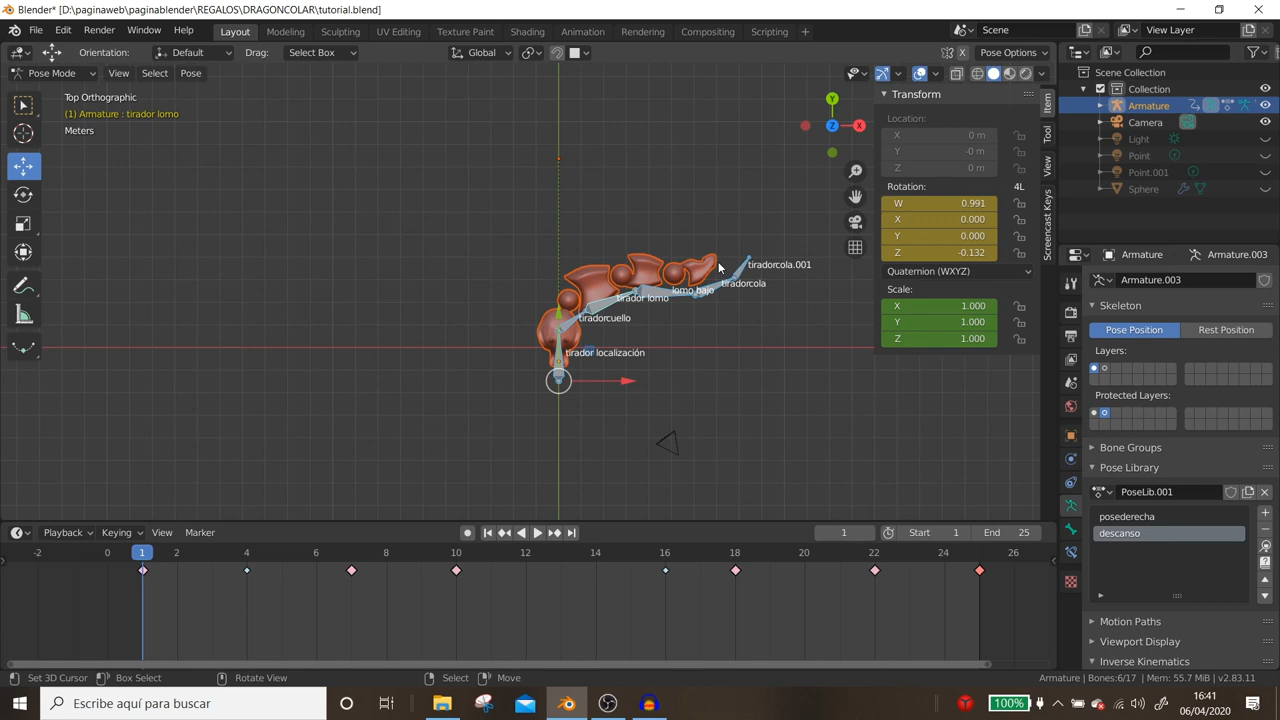 Blender* [D:\paginaweb\paginablender\REGALOS\DRAGONCOLAR\tutorial.blend]
File Edit Render Window Help Layout Modeling Sculpting UV Editing Texture Paint Shading Animation Rendering Compositing Scripting + Scene View Layer
Orientation: Default Drag: Select Box Global X Pose Options
Pose Mode View Select Pose
Top Orthographic
(1) Armature : tirador lomo
Meters
Y
Z X
tiradorcola.001
tiradorcola
lomo bajo
tirador lomo
tiradorcuello
tirador localización
Transform
Location:
X 0 m
Y -0 m
Z 0 m
Rotation: 4L
W 0.991
X 0.000
Y 0.000
Z -0.132
Quaternion (WXYZ)
Scale:
X 1.000
Y 1.000
Z 1.000
Item
Tool
View
Screencast Keys
Scene Collection
Collection
Armature
Camera
Light
Point
Point.001
Sphere
Armature Armature.003
Armature.003
Skeleton
Pose Position Rest Position
Layers:
Protected Layers:
Bone Groups
Pose Library
PoseLib.001
posederecha
descanso
Motion Paths
Viewport Display
Inverse Kinematics
Playback Keying View Marker 1 Start 1 End 25
-2 0 1 2 4 6 8 10 12 14 16 18 20 22 24 26
Set 3D Cursor Box Select Rotate View Select Move Armature | Bones:6/17 | Mem: 55.7 MiB | v2.83.11
Escribe aquí para buscar 100% 16:41
06/04/2020